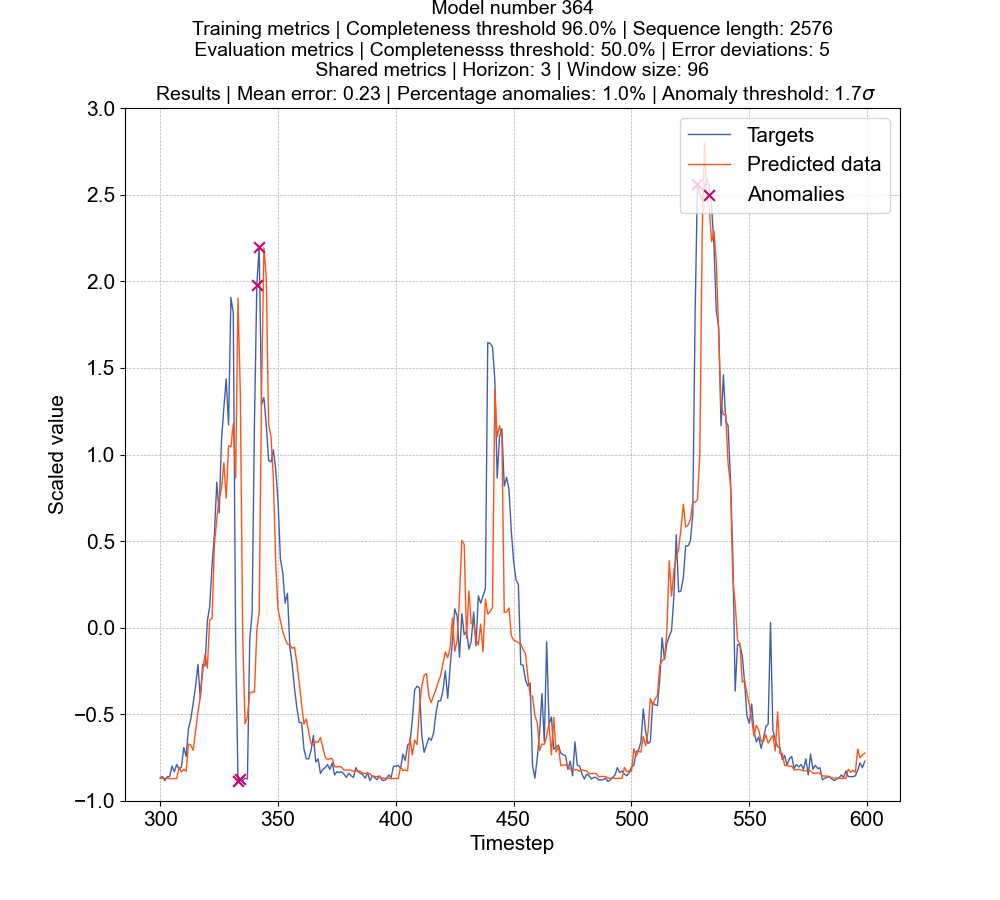 Model number 364
Training metrics | Completeness threshold 96.0% | Sequence length: 2576
Evaluation metrics | Completenesss threshold: 50.0% | Error deviations: 5
Shared metrics | Horizon: 3 | Window size: 96
Results | Mean error: 0.23 | Percentage anomalies: 1.0% | Anomaly threshold: 1.7σ
Targets
Predicted data
Anomalies
3.0
2.5
2.0
1.5
1.0
0.5
0.0
−0.5
−1.0
Scaled value
300
350
400
450
500
550
600
Timestep